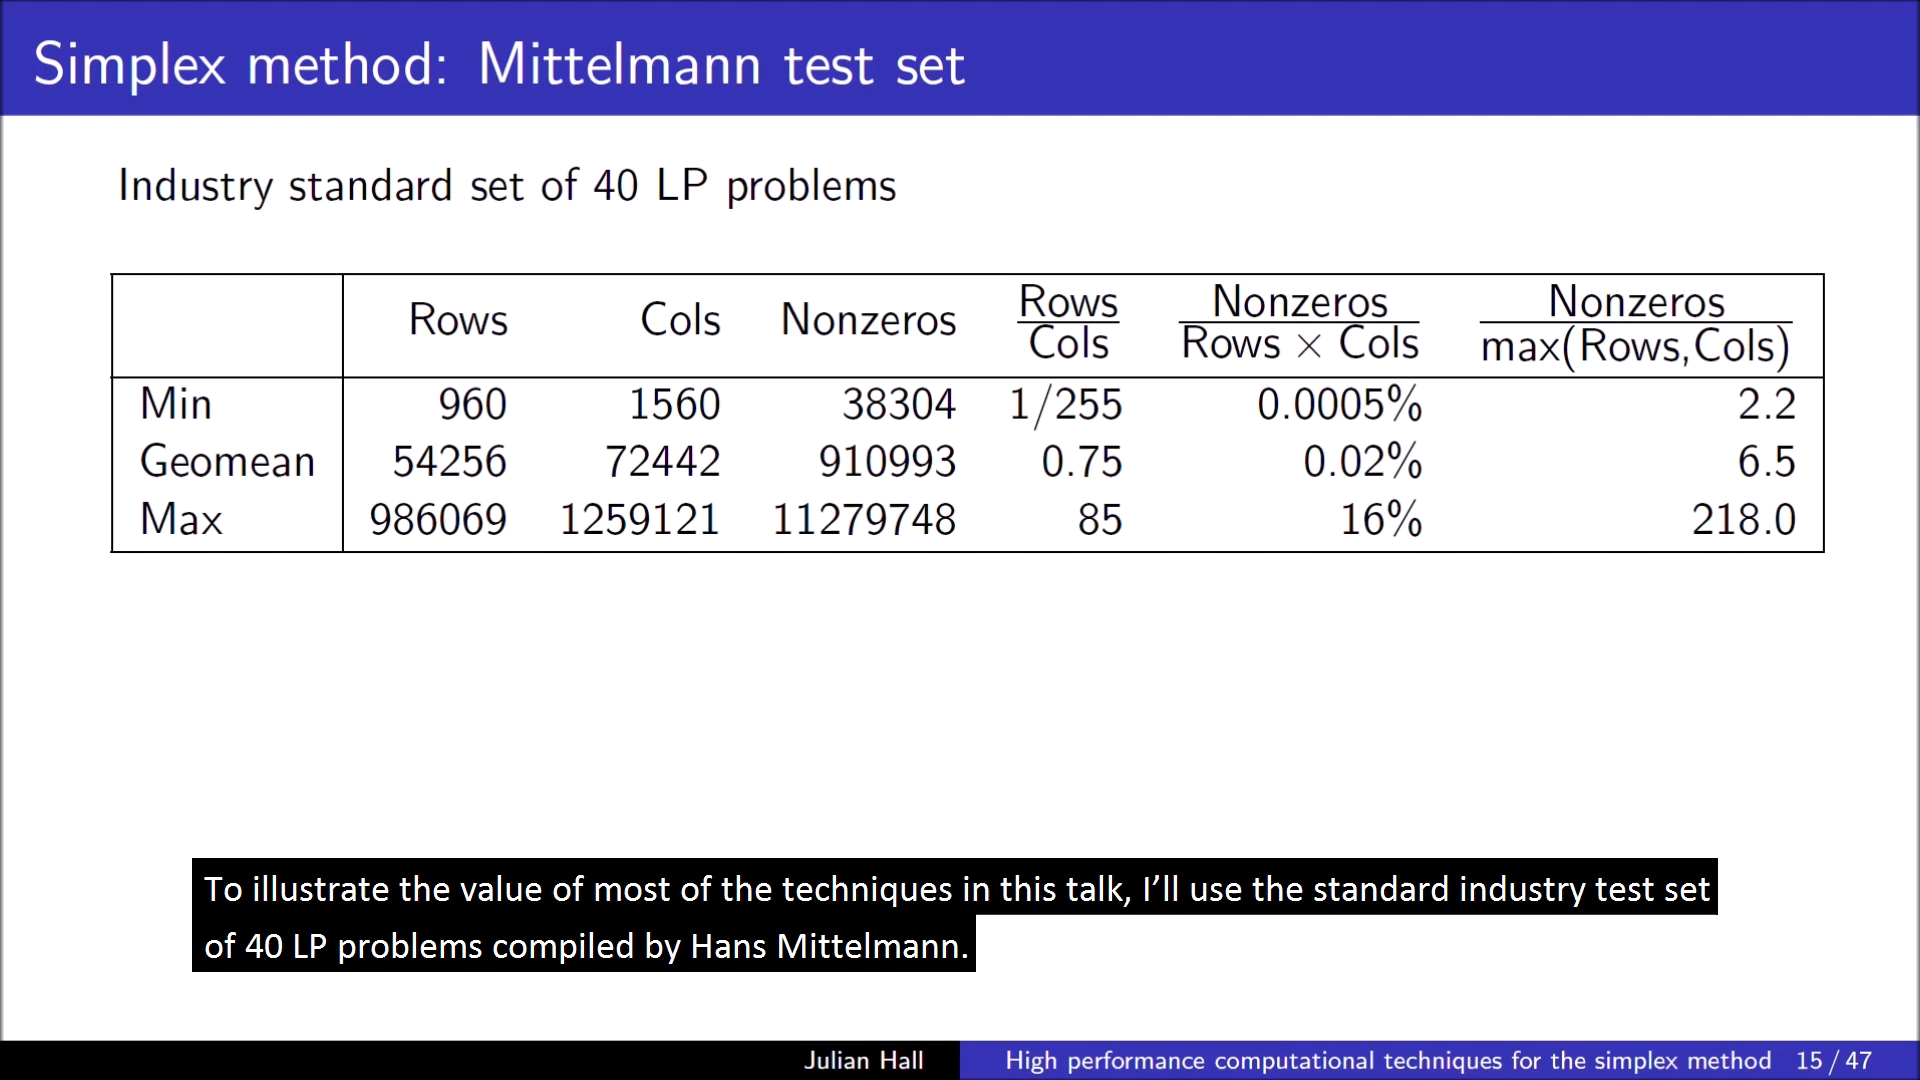 Simplex method: Mittelmann test set
Industry standard set of 40 LP problems
Rows Cols Nonzeros Rows/Cols Nonzeros/Rows × Cols Nonzeros/max(Rows,Cols)
Min 960 1560 38304 1/255 0.0005% 2.2
Geomean 54256 72442 910993 0.75 0.02% 6.5
Max 986069 1259121 11279748 85 16% 218.0
To illustrate the value of most of the techniques in this talk, I’ll use the standard industry test set
of 40 LP problems compiled by Hans Mittelmann.
Julian Hall High performance computational techniques for the simplex method 15 / 47